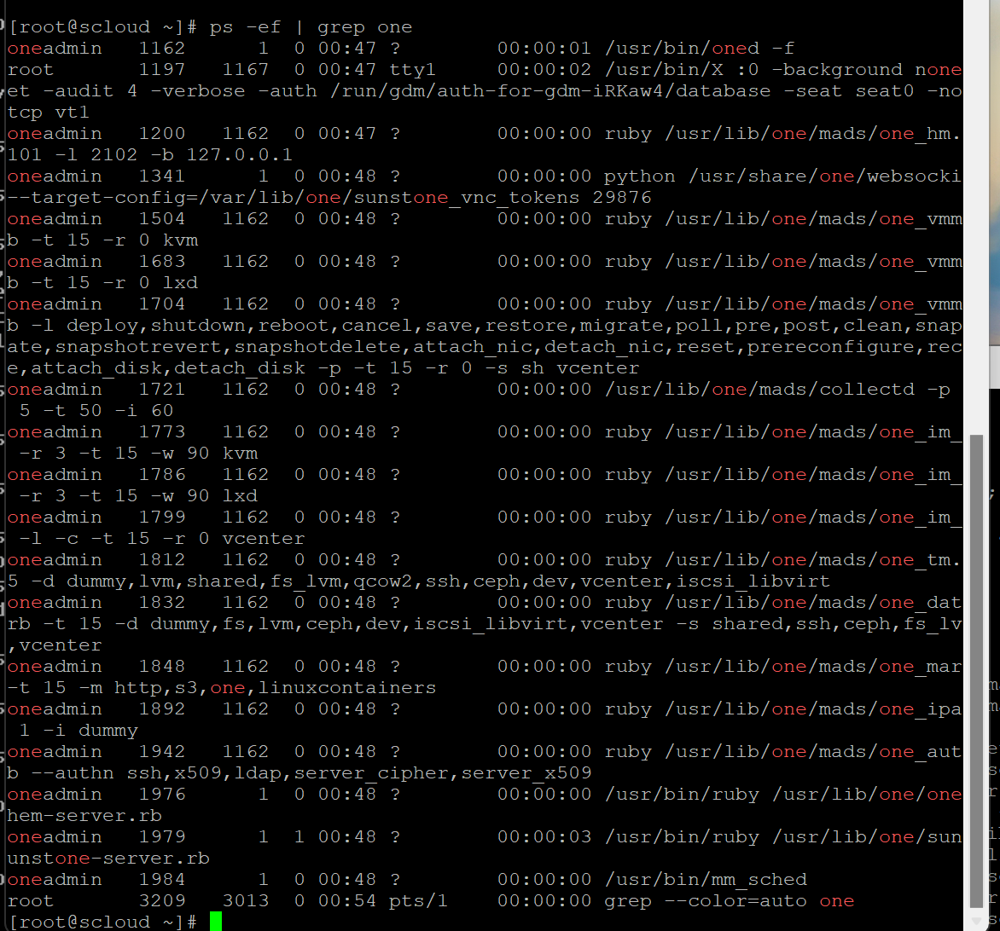 [root@scloud ~]# ps -ef | grep one
oneadmin   1162      1  0 00:47 ?        00:00:01 /usr/bin/oned -f
root       1197   1167  0 00:47 tty1     00:00:02 /usr/bin/X :0 -background none
et -audit 4 -verbose -auth /run/gdm/auth-for-gdm-iRKaw4/database -seat seat0 -no
tcp vt1
oneadmin   1200   1162  0 00:47 ?        00:00:00 ruby /usr/lib/one/mads/one_hm.
101 -l 2102 -b 127.0.0.1
oneadmin   1341      1  0 00:48 ?        00:00:00 python /usr/share/one/websocki
--target-config=/var/lib/one/sunstone_vnc_tokens 29876
oneadmin   1504   1162  0 00:48 ?        00:00:00 ruby /usr/lib/one/mads/one_vmm
b -t 15 -r 0 kvm
oneadmin   1683   1162  0 00:48 ?        00:00:00 ruby /usr/lib/one/mads/one_vmm
b -t 15 -r 0 lxd
oneadmin   1704   1162  0 00:48 ?        00:00:00 ruby /usr/lib/one/mads/one_vmm
b -l deploy,shutdown,reboot,cancel,save,restore,migrate,poll,pre,post,clean,snap
ate,snapshotrevert,snapshotdelete,attach_nic,detach_nic,reset,prereconfigure,rec
e,attach_disk,detach_disk -p -t 15 -r 0 -s sh vcenter
oneadmin   1721   1162  0 00:48 ?        00:00:00 /usr/lib/one/mads/collectd -p
 5 -t 50 -i 60
oneadmin   1773   1162  0 00:48 ?        00:00:00 ruby /usr/lib/one/mads/one_im_
 -r 3 -t 15 -w 90 kvm
oneadmin   1786   1162  0 00:48 ?        00:00:00 ruby /usr/lib/one/mads/one_im_
 -r 3 -t 15 -w 90 lxd
oneadmin   1799   1162  0 00:48 ?        00:00:00 ruby /usr/lib/one/mads/one_im_
 -l -c -t 15 -r 0 vcenter
oneadmin   1812   1162  0 00:48 ?        00:00:00 ruby /usr/lib/one/mads/one_tm.
5 -d dummy,lvm,shared,fs_lvm,qcow2,ssh,ceph,dev,vcenter,iscsi_libvirt
oneadmin   1832   1162  0 00:48 ?        00:00:00 ruby /usr/lib/one/mads/one_dat
rb -t 15 -d dummy,fs,lvm,ceph,dev,iscsi_libvirt,vcenter -s shared,ssh,ceph,fs_lv
,vcenter
oneadmin   1848   1162  0 00:48 ?        00:00:00 ruby /usr/lib/one/mads/one_mar
-t 15 -m http,s3,one,linuxcontainers
oneadmin   1892   1162  0 00:48 ?        00:00:00 ruby /usr/lib/one/mads/one_ipa
 1 -i dummy
oneadmin   1942   1162  0 00:48 ?        00:00:00 ruby /usr/lib/one/mads/one_aut
b --authn ssh,x509,ldap,server_cipher,server_x509
oneadmin   1976      1  0 00:48 ?        00:00:00 /usr/bin/ruby /usr/lib/one/one
hem-server.rb
oneadmin   1979      1  1 00:48 ?        00:00:03 /usr/bin/ruby /usr/lib/one/sun
unstone-server.rb
oneadmin   1984      1  0 00:48 ?        00:00:00 /usr/bin/mm_sched
root       3209   3013  0 00:54 pts/1    00:00:00 grep --color=auto one
[root@scloud ~]#